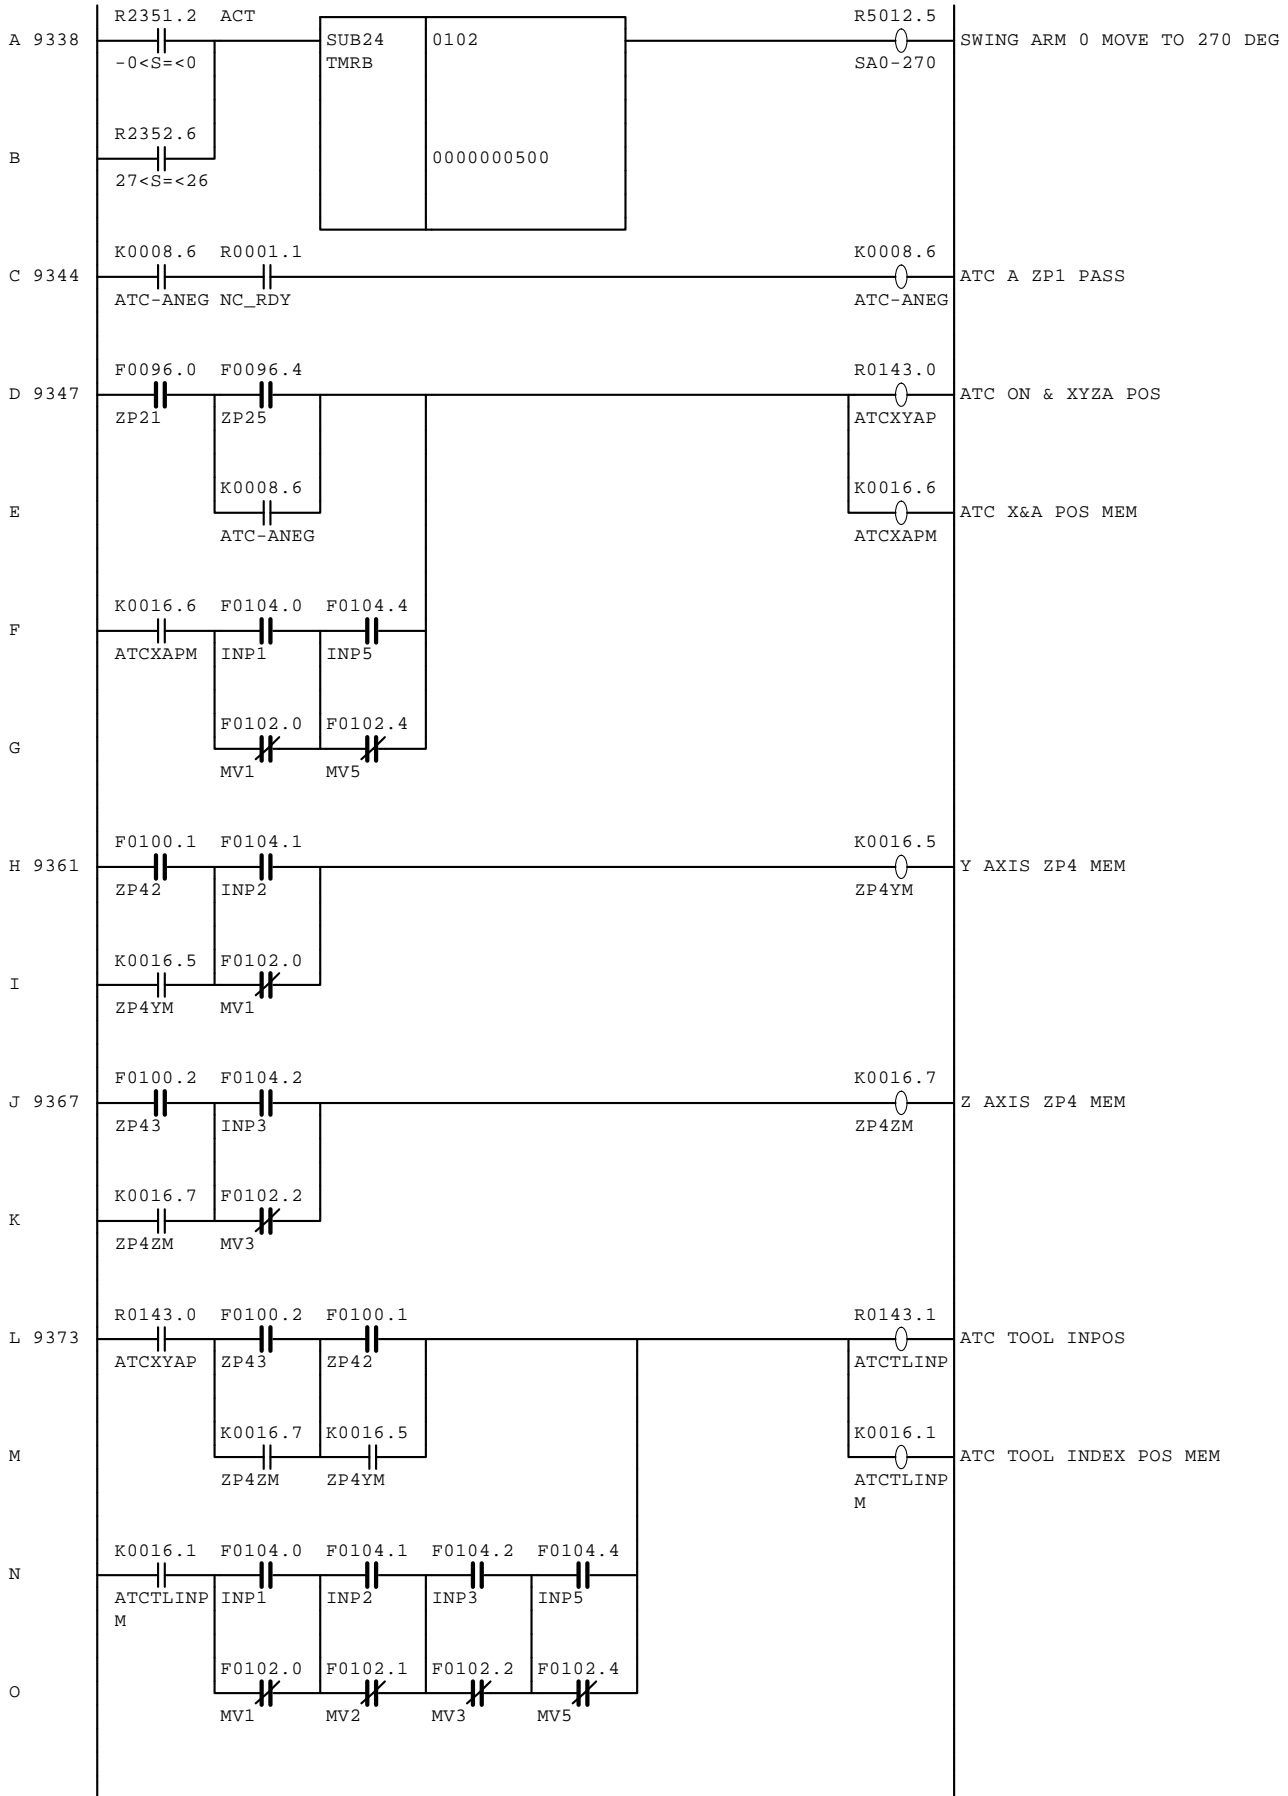 R2351.2 ACT R5012.5
A 9338 SUB24 0102 SWING ARM 0 MOVE TO 270 DEG
-0<S=<0 TMRB SA0-270
R2352.6
B 0000000500
27<S=<26
K0008.6 R0001.1 K0008.6
C 9344 ATC A ZP1 PASS
ATC-ANEG NC_RDY ATC-ANEG
F0096.0 F0096.4 R0143.0
D 9347 ATC ON & XYZA POS
ZP21 ZP25 ATCXYAP
K0008.6 K0016.6
E ATC X&A POS MEM
ATC-ANEG ATCXAPM
K0016.6 F0104.0 F0104.4
F
ATCXAPM INP1 INP5
F0102.0 F0102.4
G
MV1 MV5
F0100.1 F0104.1 K0016.5
H 9361 Y AXIS ZP4 MEM
ZP42 INP2 ZP4YM
K0016.5 F0102.0
I
ZP4YM MV1
F0100.2 F0104.2 K0016.7
J 9367 Z AXIS ZP4 MEM
ZP43 INP3 ZP4ZM
K0016.7 F0102.2
K
ZP4ZM MV3
R0143.0 F0100.2 F0100.1 R0143.1
L 9373 ATC TOOL INPOS
ATCXYAP ZP43 ZP42 ATCTLINP
K0016.7 K0016.5 K0016.1
M ATC TOOL INDEX POS MEM
ZP4ZM ZP4YM ATCTLINP
M
K0016.1 F0104.0 F0104.1 F0104.2 F0104.4
N
ATCTLINP INP1 INP2 INP3 INP5
M
F0102.0 F0102.1 F0102.2 F0102.4
O
MV1 MV2 MV3 MV5